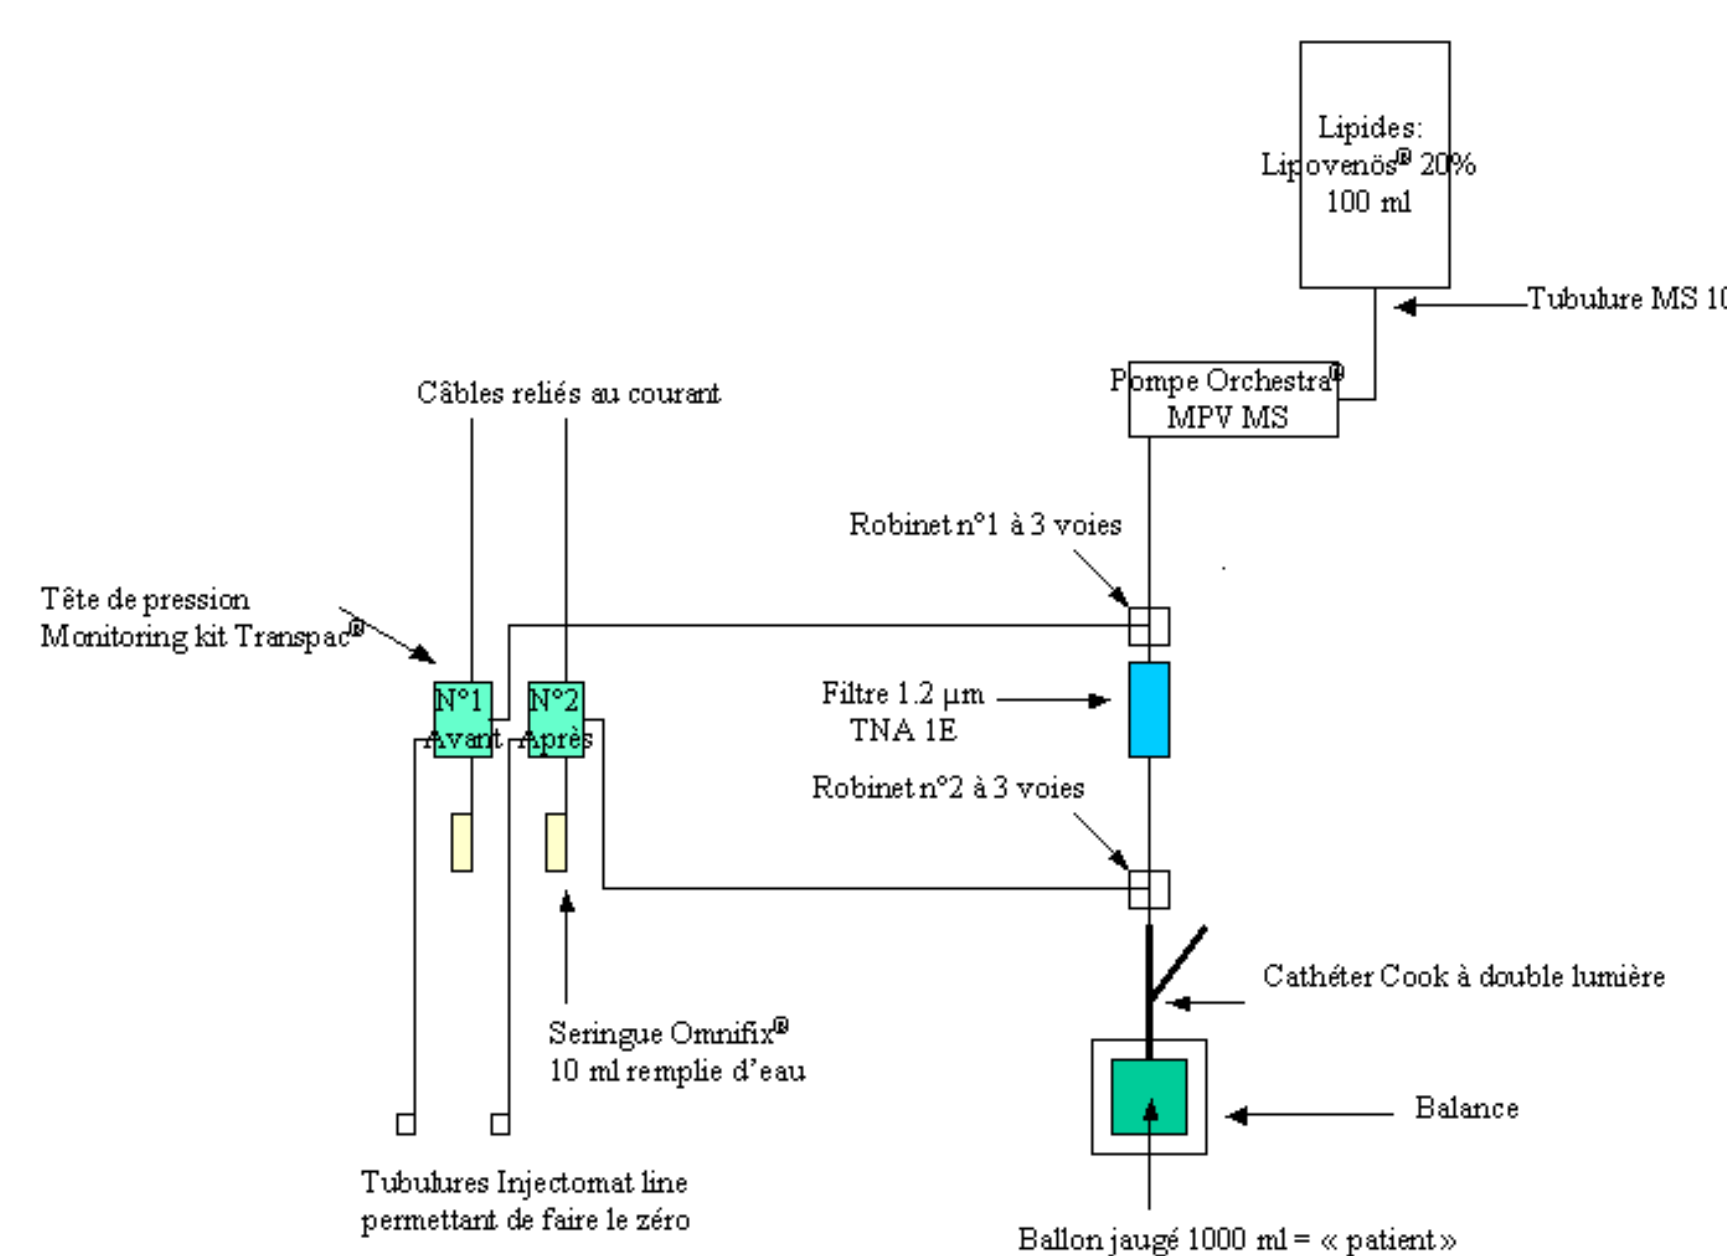 Lipides:
Lipovenös® 20%
100 ml
Tubulure MS 10
Pompe Orchestra®
MPV MS
Câbles reliés au courant
Robinet n°1 à 3 voies
Tête de pression
Monitoring kit Transpac®
N°1
Avant
N°2
Après
Filtre 1.2 µm
TNA 1E
Robinet n°2 à 3 voies
Cathéter Cook à double lumière
Seringue Omnifix®
10 ml remplie d'eau
Balance
Tubulures Injectomat line
permettant de faire le zéro
Ballon jaugé 1000 ml = « patient »